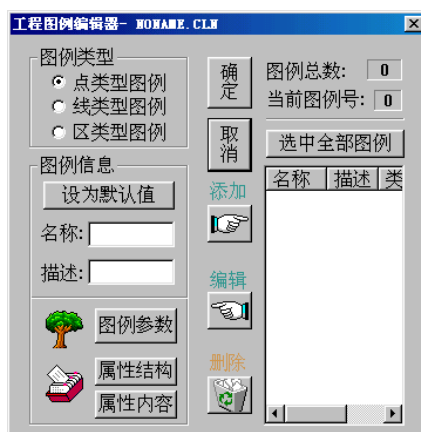 工程图例编辑器- NONAME.CLN
图例类型
点类型图例
线类型图例
区类型图例
图例信息
设为默认值
名称:
描述:
图例参数
属性结构
属性内容
确定
取消
添加
编辑
删除
图例总数: 0
当前图例号: 0
选中全部图例
名称 描述 类